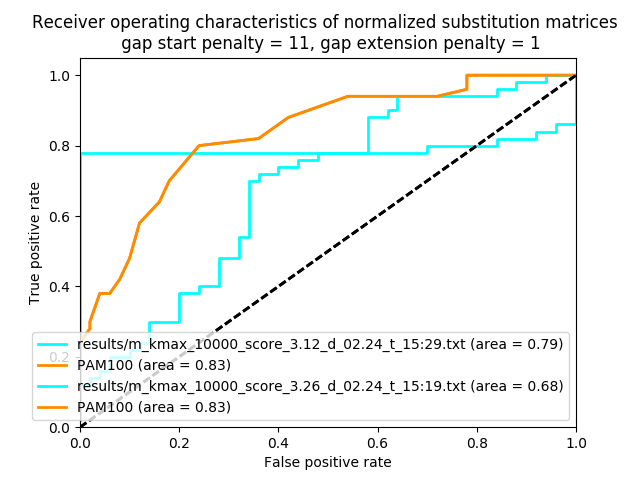 Receiver operating characteristics of normalized substitution matrices
gap start penalty = 11, gap extension penalty = 1
True positive rate
1.0
0.8
0.6
0.4
0.2
0.0
results/m_kmax_10000_score_3.12_d_02.24_t_15:29.txt (area = 0.79)
PAM100 (area = 0.83)
results/m_kmax_10000_score_3.26_d_02.24_t_15:19.txt (area = 0.68)
PAM100 (area = 0.83)
0.0 0.2 0.4 0.6 0.8 1.0
False positive rate